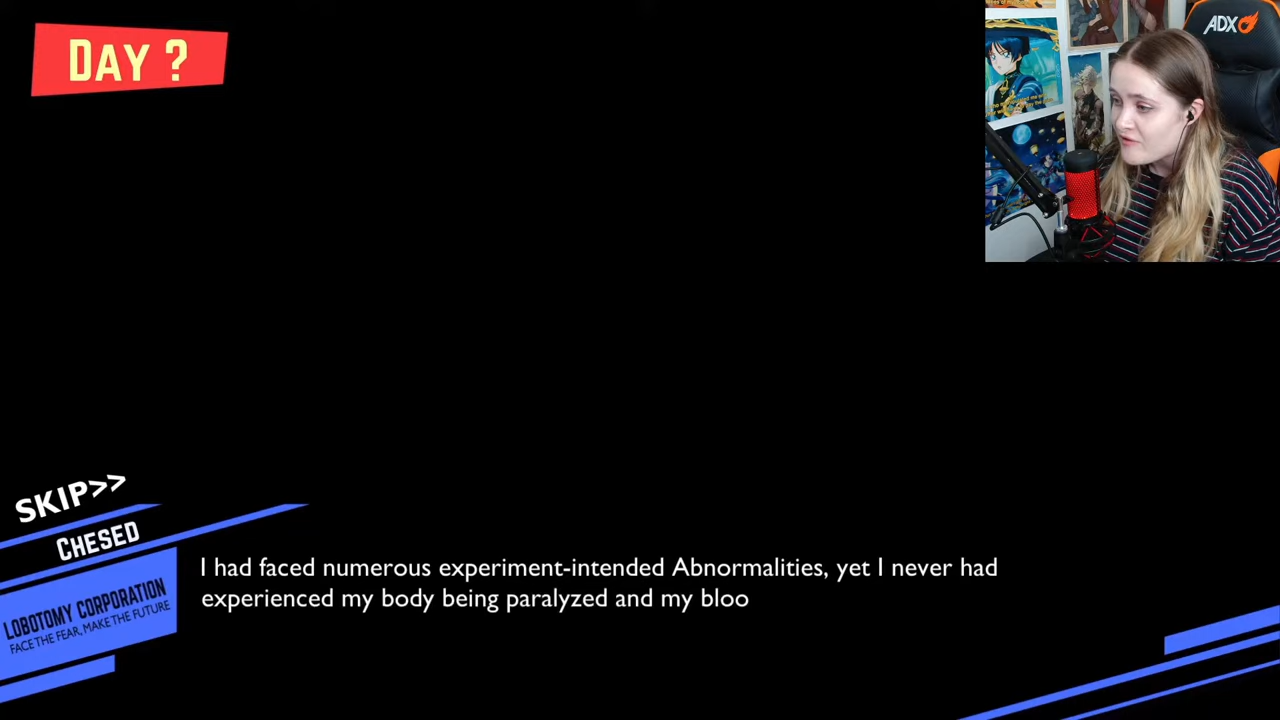 DAY ?
ADX
SKIP>>
CHESED
LOBOTOMY CORPORATION
FACE THE FEAR, MAKE THE FUTURE
I had faced numerous experiment-intended Abnormalities, yet I never had
experienced my body being paralyzed and my bloo